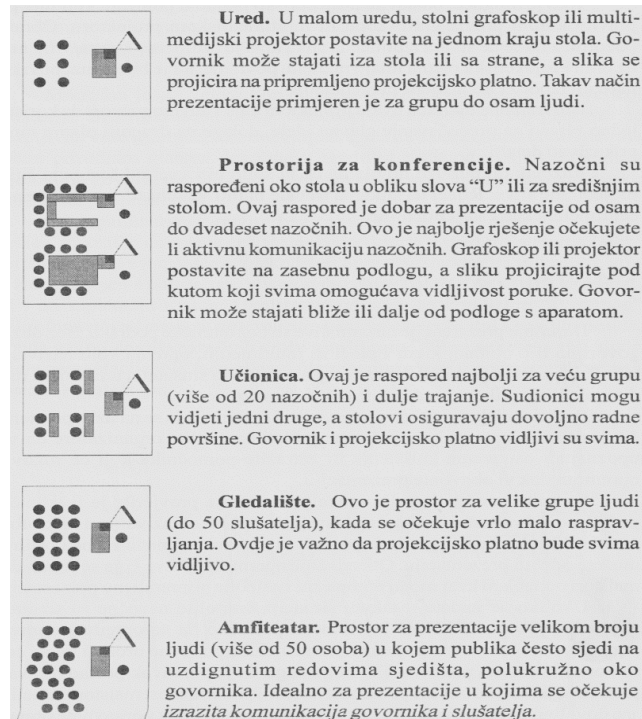 Ured. U malom uredu, stolni grafoskop ili multi-
medijski projektor postavite na jednom kraju stola. Go-
vornik može stajati iza stola ili sa strane, a slika se
projicira na pripremljeno projekcijsko platno. Takav način
prezentacije primjeren je za grupu do osam ljudi.
Prostorija za konferencije. Nazočni su
raspoređeni oko stola u obliku slova “U” ili za središnjim
stolom. Ovaj raspored je dobar za prezentacije od osam
do dvadeset nazočnih. Ovo je najbolje rješenje očekujete
li aktivnu komunikaciju nazočnih. Grafoskop ili projektor
postavite na zasebnu podlogu, a sliku projicirajte pod
kutom koji svima omogućava vidljivost poruke. Govor-
nik može stajati bliže ili dalje od podloge s aparatom.
Učionica. Ovaj je raspored najbolji za veću grupu
(više od 20 nazočnih) i dulje trajanje. Sudionici mogu
vidjeti jedni druge, a stolovi osiguravaju dovoljno radne
površine. Govornik i projekcijsko platno vidljivi su svima.
Gledalište. Ovo je prostor za velike grupe ljudi
(do 50 slušatelja), kada se očekuje vrlo malo rasprav-
ljanja. Ovdje je važno da projekcijsko platno bude svima
vidljivo.
Amfiteatar. Prostor za prezentacije velikom broju
ljudi (više od 50 osoba) u kojem publika često sjedi na
uzdignutim redovima sjedišta, polukružno oko
govornika. Idealno za prezentacije u kojima se očekuje
izrazita komunikacija govornika i slušatelja.